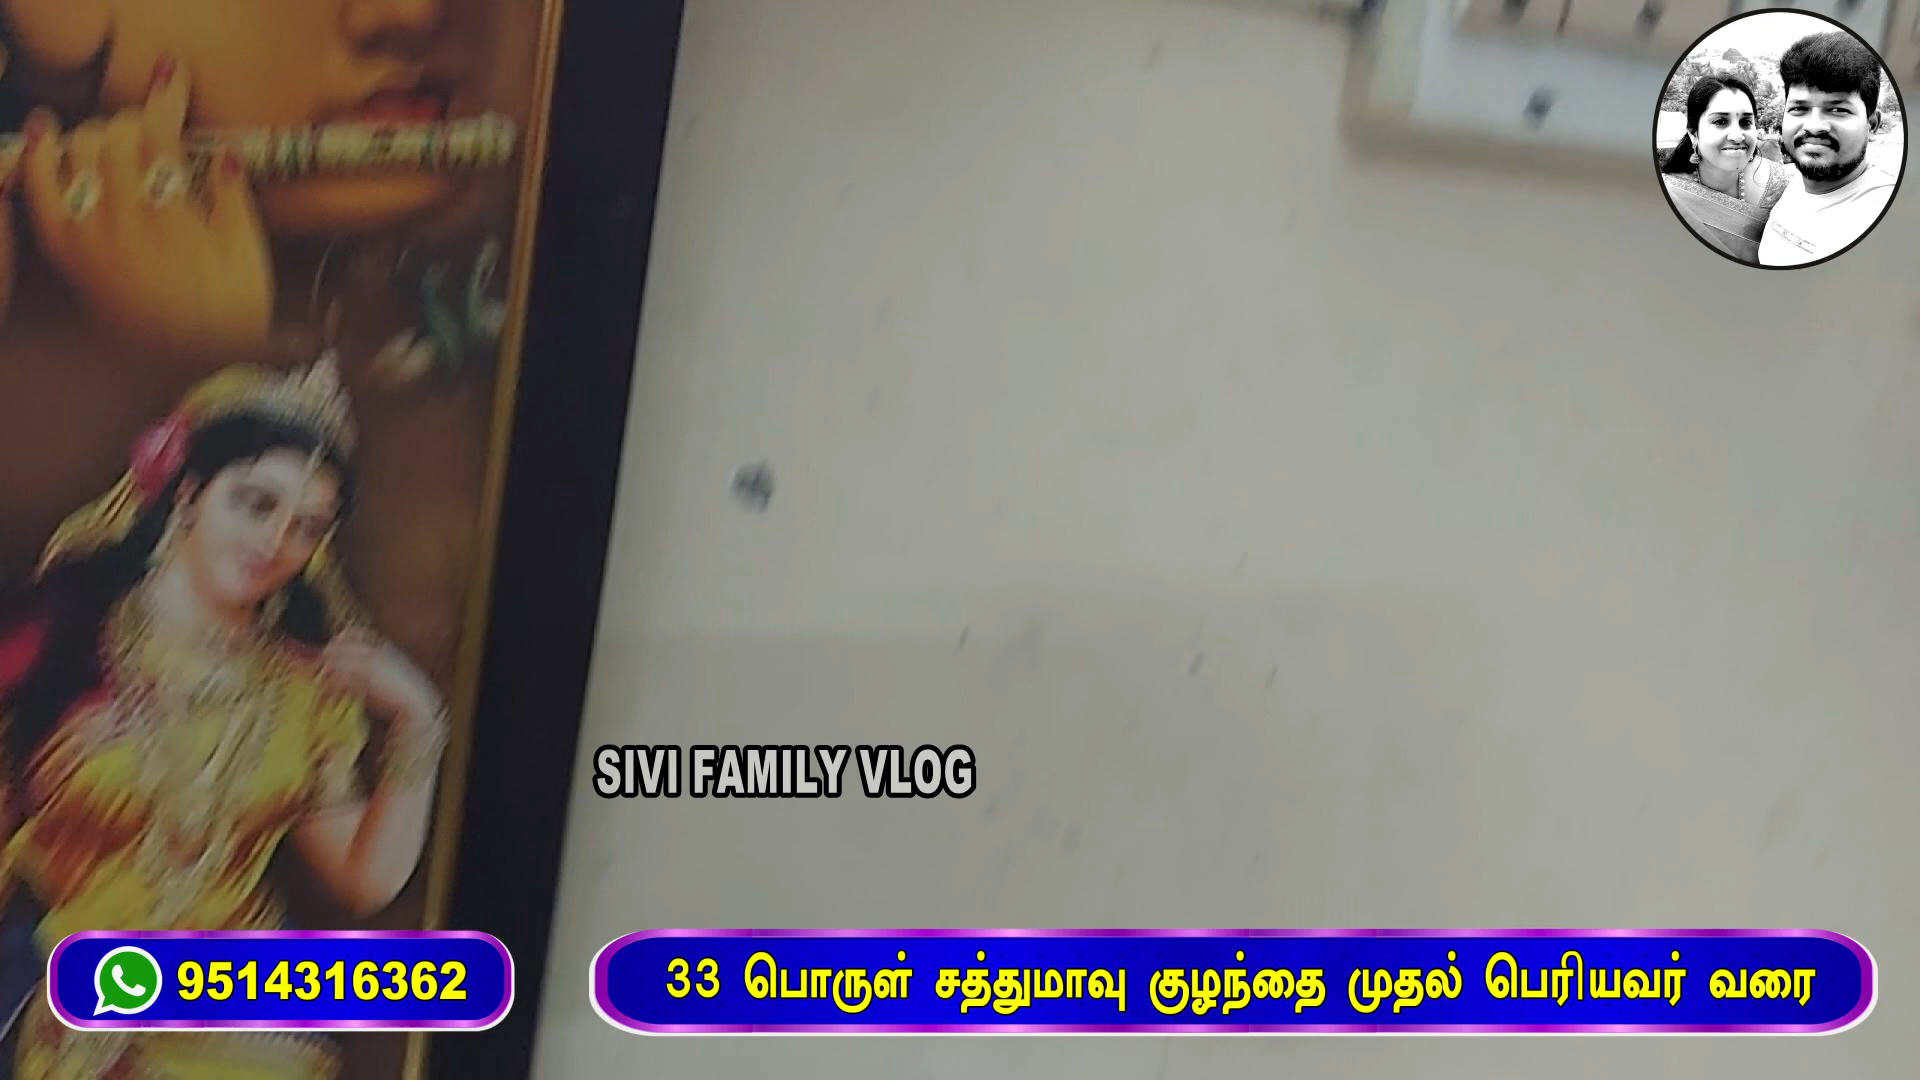 SIVI FAMILY VLOG
9514316362
33 பொருள் சத்துமாவு குழந்தை முதல் பெரியவர் வரை